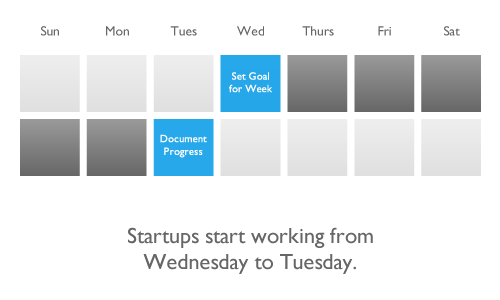 Sun Mon Tues Wed Thurs Fri Sat
Set Goal
for Week
Document
Progress
Startups start working from
Wednesday to Tuesday.